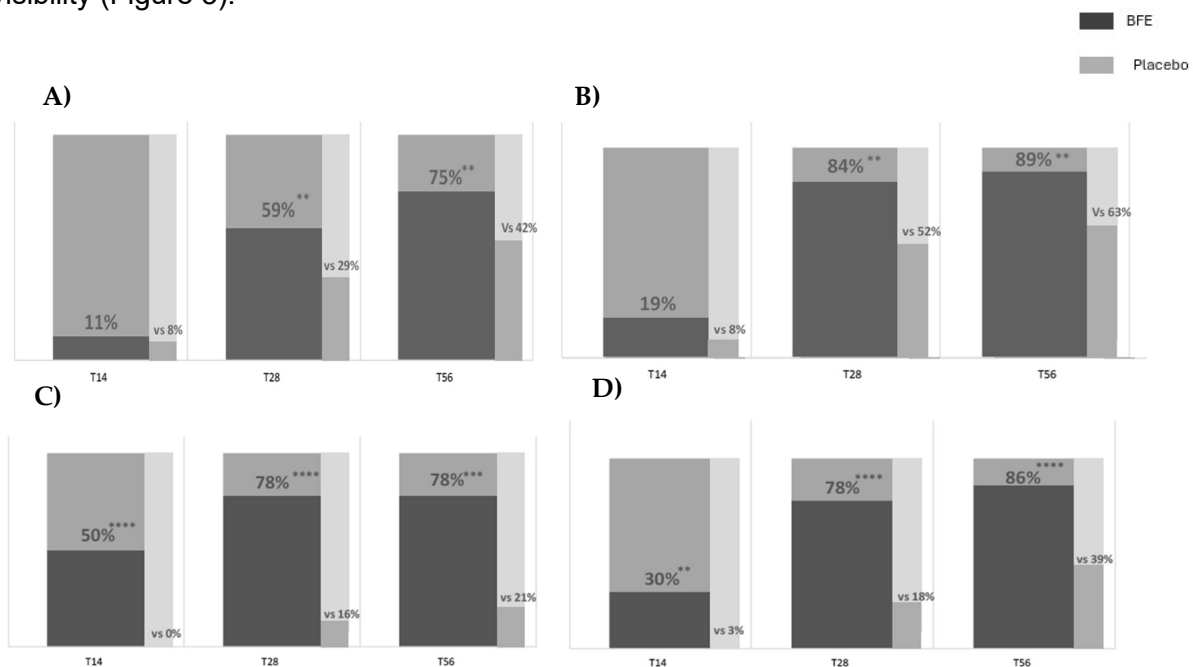 visibility (Figure 3).
BFE
Placebo
A)
11%
vs 8%
T14
59% **
vs 29%
T28
75% **
Vs 42%
T56
B)
19%
vs 8%
T14
84% **
vs 52%
T28
89% **
Vs 63%
T56
C)
50% ****
vs 0%
T14
78% ****
vs 16%
T28
78% ***
vs 21%
T56
D)
30% **
vs 3%
T14
78% ****
vs 18%
T28
86% ****
vs 39%
T56